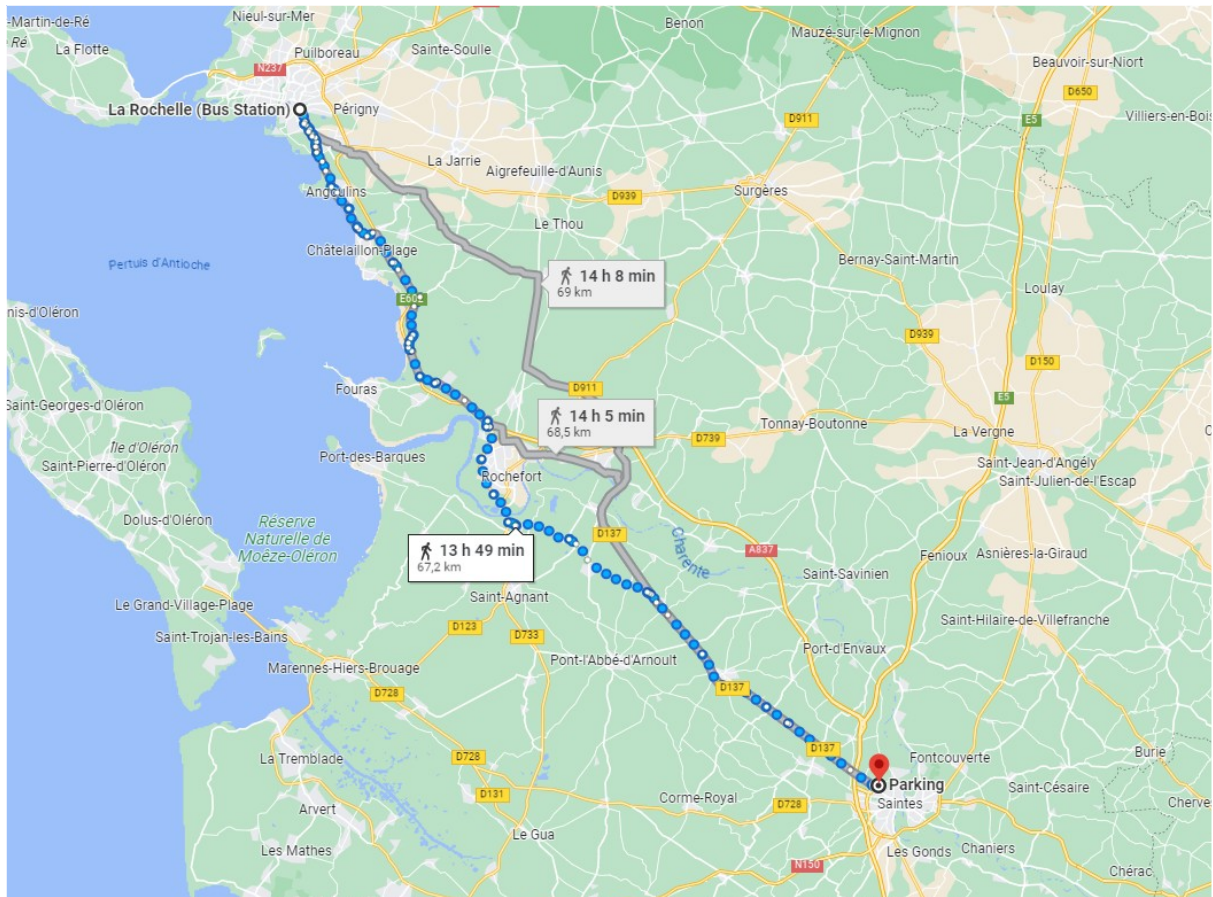 -Martin-de-Ré
Nieul-sur-Mer
Benon
Mauzé-sur-le-Mignon
La Flotte
Ré
Puilboreau
Sainte-Soulle
Beauvoir-sur-Niort
N237
D650
La Rochelle (Bus Station)
Périgny
D911
E5
Villiers-en-Bois
La Jarrie
Aigrefeuille-d'Aunis
Surgères
Angoulins
D939
Le Thou
Châtelaillon-Plage
Pertuis d'Antioche
Bernay-Saint-Martin
14 h 8 min
69 km
Loulay
E602
nis-d'Oléron
D939
D150
Fouras
D911
E5
Saint-Georges-d'Oléron
14 h 5 min
68,5 km
Tonnay-Boutonne
La Vergne
D739
Île d'Oléron
Saint-Pierre-d'Oléron
Port-des-Barques
Rochefort
Saint-Jean-d'Angély
Saint-Julien-de-l'Escap
Dolus-d'Oléron
Réserve
Naturelle de
Moêze-Oléron
D137
Charente
A837
Fenioux
Asnières-la-Giraud
13 h 49 min
67,2 km
Saint-Savinien
Saint-Agnant
Le Grand-Village-Plage
Saint-Trojan-les-Bains
D123
D733
Saint-Hilaire-de-Villefranche
Marennes-Hiers-Brouage
Pont-l'Abbé-d'Arnoult
Port-d'Envaux
D728
D137
La Tremblade
D728
D137
Fontcouverte
Burie
Parking
Saintes
Saint-Césaire
Arvert
D131
Corme-Royal
D728
Cherves
Le Gua
Les Mathes
N150
Les Gonds
Chaniers
Chérac